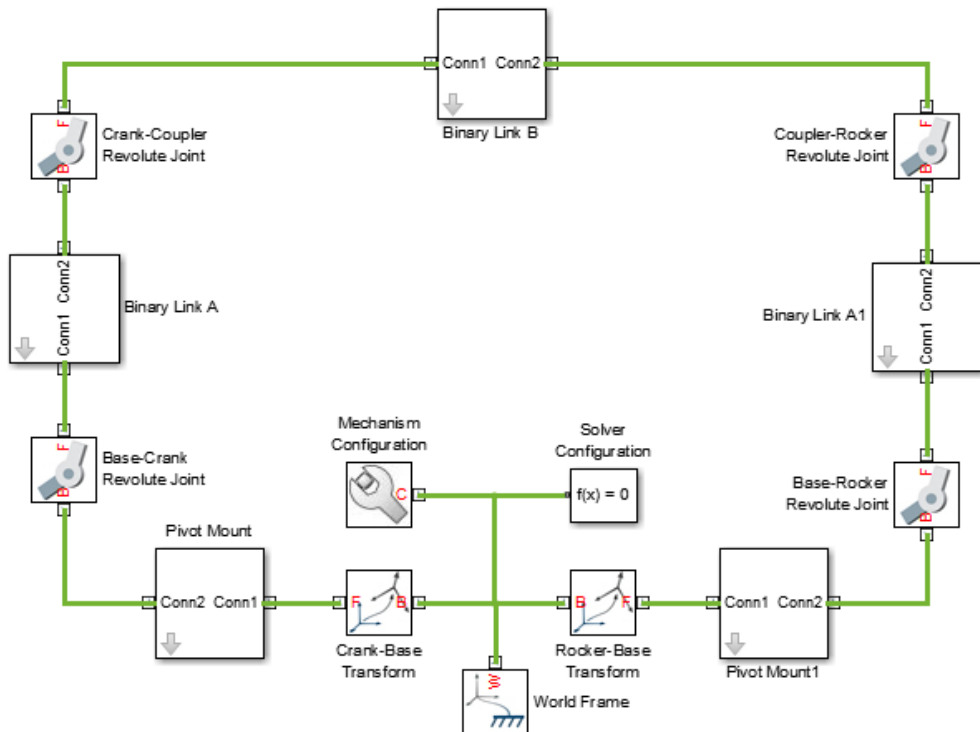 Conn1 Conn2
Binary Link B
F
Crank-Coupler
Revolute Joint
B
Coupler-Rocker
Revolute Joint
F
B
Conn2
Conn1
Binary Link A
Binary Link A1
Conn2
Conn1
F
Base-Crank
Revolute Joint
B
Mechanism
Configuration
C
Solver
Configuration
f(x) = 0
Base-Rocker
Revolute Joint
F
B
Pivot Mount
Conn2 Conn1
F B
Crank-Base
Transform
B F
Rocker-Base
Transform
Conn1 Conn2
Pivot Mount1
W
World Frame